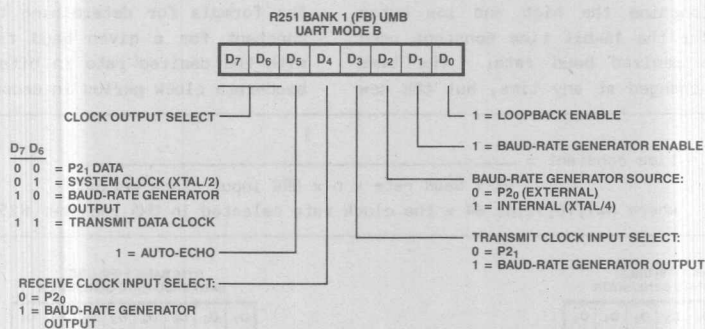 R251 BANK 1 (FB) UMB
UART MODE B
D7 D6 D5 D4 D3 D2 D1 D0
CLOCK OUTPUT SELECT
D7 D6
0 0 = P21 DATA
0 1 = SYSTEM CLOCK (XTAL/2)
1 0 = BAUD-RATE GENERATOR
OUTPUT
1 1 = TRANSMIT DATA CLOCK
1 = AUTO-ECHO
RECEIVE CLOCK INPUT SELECT:
0 = P20
1 = BAUD-RATE GENERATOR
OUTPUT
1 = LOOPBACK ENABLE
1 = BAUD-RATE GENERATOR ENABLE
BAUD-RATE GENERATOR SOURCE:
0 = P20 (EXTERNAL)
1 = INTERNAL (XTAL/4)
TRANSMIT CLOCK INPUT SELECT:
0 = P21
1 = BAUD-RATE GENERATOR OUTPUT